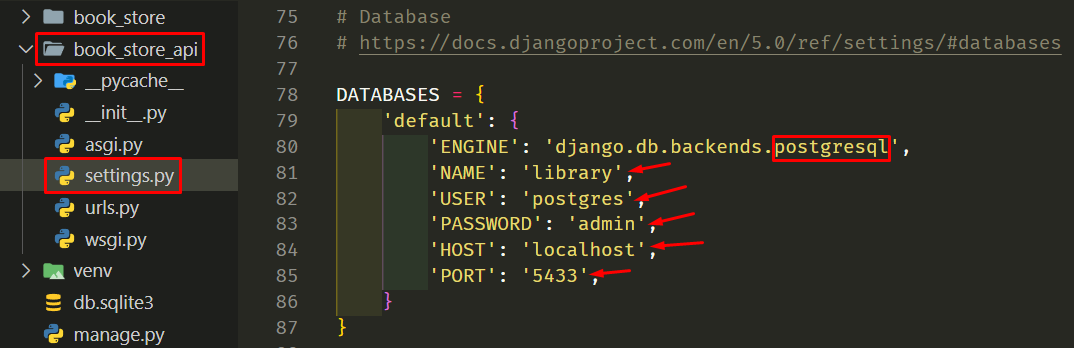 book_store
book_store_api
__pycache__
__init__.py
asgi.py
settings.py
urls.py
wsgi.py
venv
db.sqlite3
manage.py
75 # Database
76 # https://docs.djangoproject.com/en/5.0/ref/settings/#databases
77
78 DATABASES = {
79 'default': {
80 'ENGINE': 'django.db.backends.postgresql',
81 'NAME': 'library',
82 'USER': 'postgres',
83 'PASSWORD': 'admin',
84 'HOST': 'localhost',
85 'PORT': '5433',
86 }
87 }